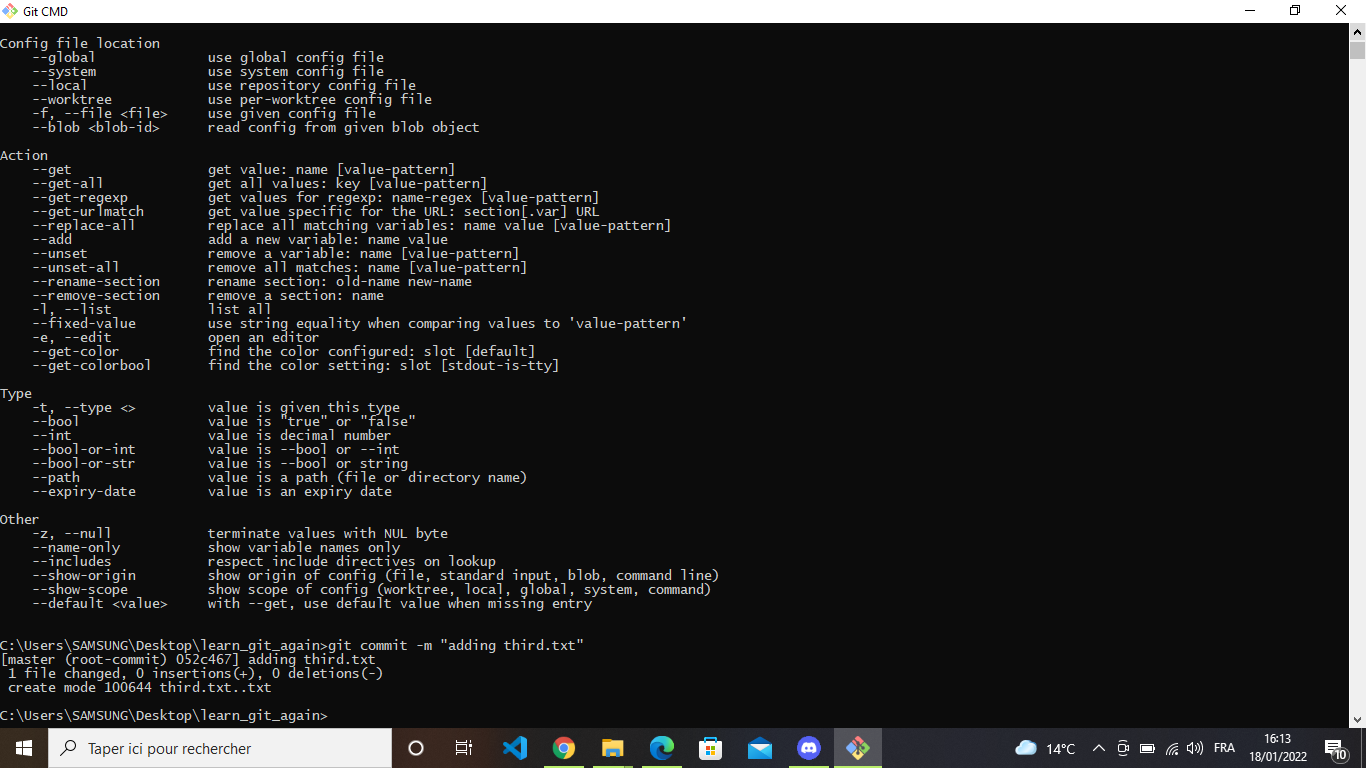 Git CMD
Config file location
--global use global config file
--system use system config file
--local use repository config file
--worktree use per-worktree config file
-f, --file <file> use given config file
--blob <blob-id> read config from given blob object
Action
--get get value: name [value-pattern]
--get-all get all values: key [value-pattern]
--get-regexp get values for regexp: name-regex [value-pattern]
--get-urlmatch get value specific for the URL: section[.var] URL
--replace-all replace all matching variables: name value [value-pattern]
--add add a new variable: name value
--unset remove a variable: name [value-pattern]
--unset-all remove all matches: name [value-pattern]
--rename-section rename section: old-name new-name
--remove-section remove a section: name
-l, --list list all
--fixed-value use string equality when comparing values to 'value-pattern'
-e, --edit open an editor
--get-color find the color configured: slot [default]
--get-colorbool find the color setting: slot [stdout-is-tty]
Type
-t, --type <> value is given this type
--bool value is "true" or "false"
--int value is decimal number
--bool-or-int value is --bool or --int
--bool-or-str value is --bool or string
--path value is a path (file or directory name)
--expiry-date value is an expiry date
Other
-z, --null terminate values with NUL byte
--name-only show variable names only
--includes respect include directives on lookup
--show-origin show origin of config (file, standard input, blob, command line)
--show-scope show scope of config (worktree, local, global, system, command)
--default <value> with --get, use default value when missing entry
C:\Users\SAMSUNG\Desktop\learn_git_again>git commit -m "adding third.txt"
[master (root-commit) 052c467] adding third.txt
1 file changed, 0 insertions(+), 0 deletions(-)
create mode 100644 third.txt..txt
C:\Users\SAMSUNG\Desktop\learn_git_again>
Taper ici pour rechercher
14°C
FRA
16:13
18/01/2022
10